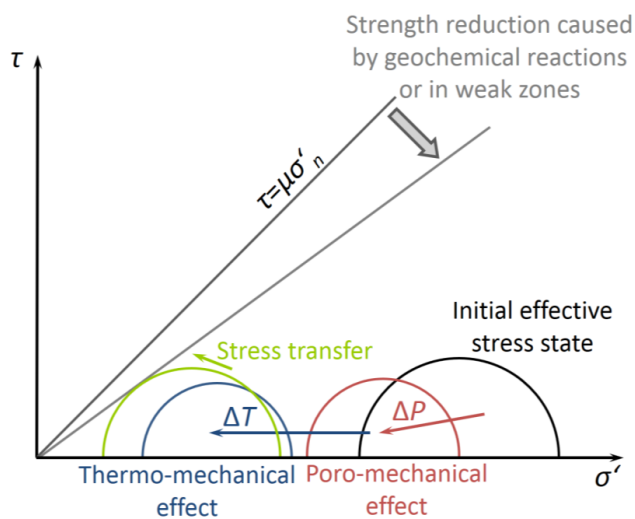 Strength reduction caused
by geochemical reactions
or in weak zones
τ
τ=μσ'n
Initial effective
stress state
Stress transfer
ΔT
ΔP
Thermo-mechanical
effect
Poro-mechanical
effect
σ'